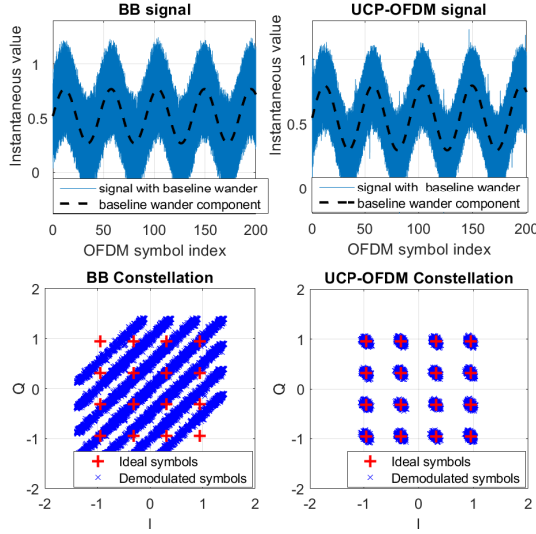 BB signal
Instantaneous value
1
0.5
0
signal with baseline wander
baseline wander component
0 50 100 150 200
OFDM symbol index
UCP-OFDM signal
Instantaneous value
1
0.5
0
signal with baseline wander
baseline wander component
0 50 100 150 200
OFDM symbol index
BB Constellation
Q
2
1
0
-1
-2
Ideal symbols
Demodulated symbols
-2 -1 0 1 2
I
UCP-OFDM Constellation
Q
2
1
0
-1
-2
Ideal symbols
Demodulated symbols
-2 -1 0 1 2
I